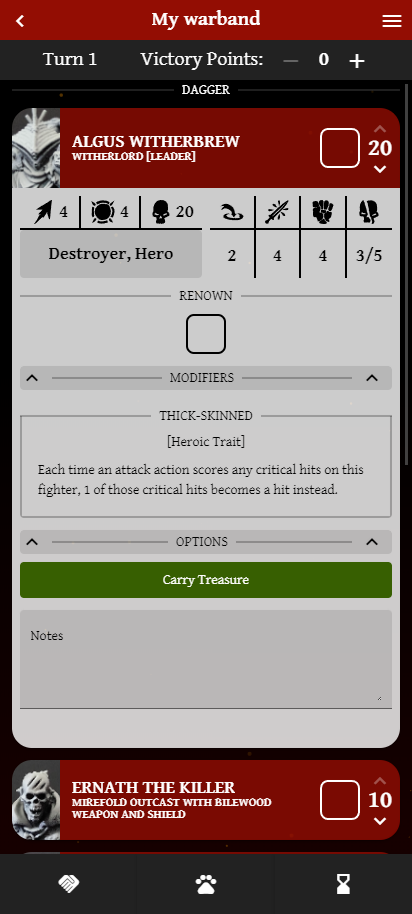 My warband
Turn 1 Victory Points: 0
DAGGER
ALGUS WITHERBREW
WITHERLORD [LEADER]
20
4 4 20
Destroyer, Hero
2 4 4 3/5
RENOWN
MODIFIERS
THICK-SKINNED
[Heroic Trait]
Each time an attack action scores any critical hits on this
fighter, 1 of those critical hits becomes a hit instead.
OPTIONS
Carry Treasure
Notes
ERNATH THE KILLER
MIREFOLD OUTCAST WITH BILEWOOD
WEAPON AND SHIELD
10